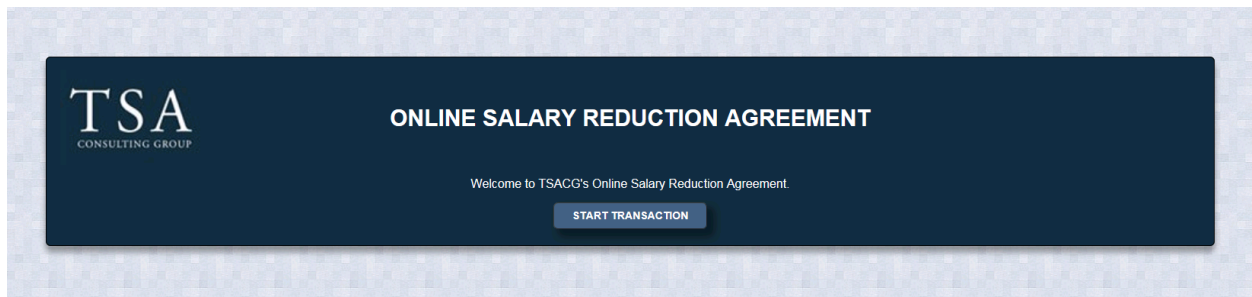 TSA
CONSULTING GROUP
ONLINE SALARY REDUCTION AGREEMENT
Welcome to TSACG's Online Salary Reduction Agreement.
START TRANSACTION